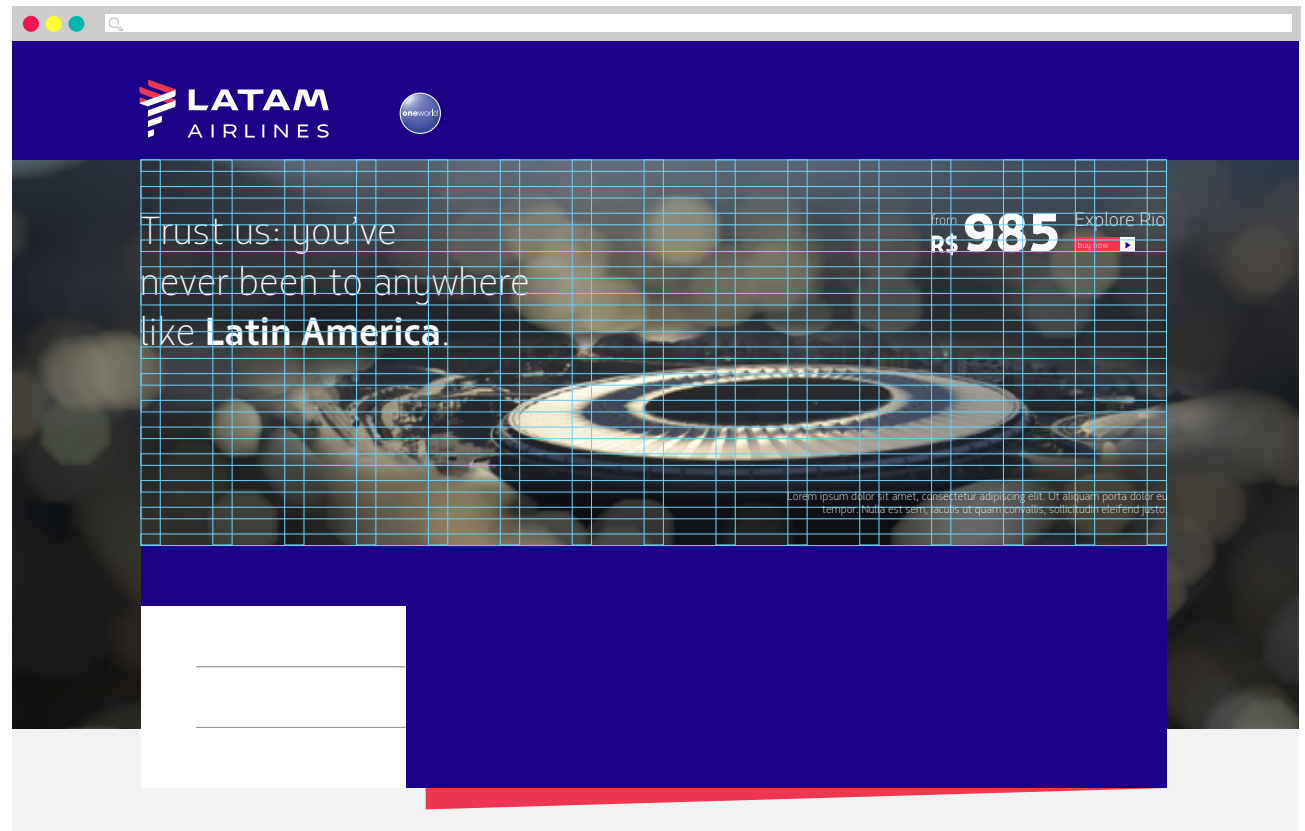 LATAM
AIRLINES
oneworld
Trust us: you've
never been to anywhere
like Latin America.
from
R$ 985
Explore Rio
buy now
Lorem ipsum dolor sit amet, consectetur adipiscing elit. Ut aliquam porta dolor eu
tempor. Nulla est sem, iaculis ut quam convallis, sollicitudin eleifend justo.